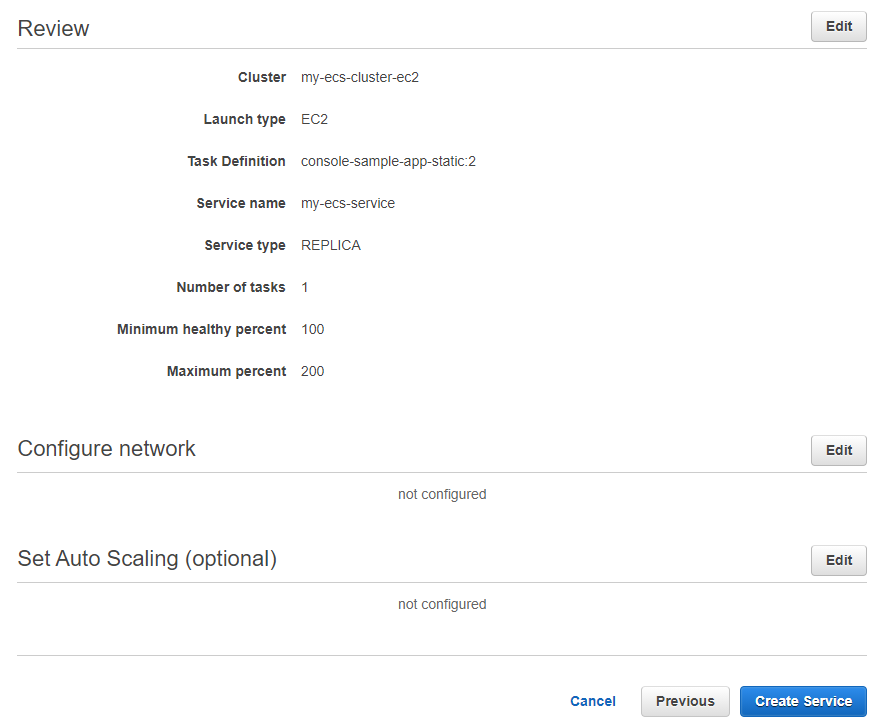 Review Edit
Cluster my-ecs-cluster-ec2
Launch type EC2
Task Definition console-sample-app-static:2
Service name my-ecs-service
Service type REPLICA
Number of tasks 1
Minimum healthy percent 100
Maximum percent 200
Configure network Edit
not configured
Set Auto Scaling (optional) Edit
not configured
Cancel Previous Create Service